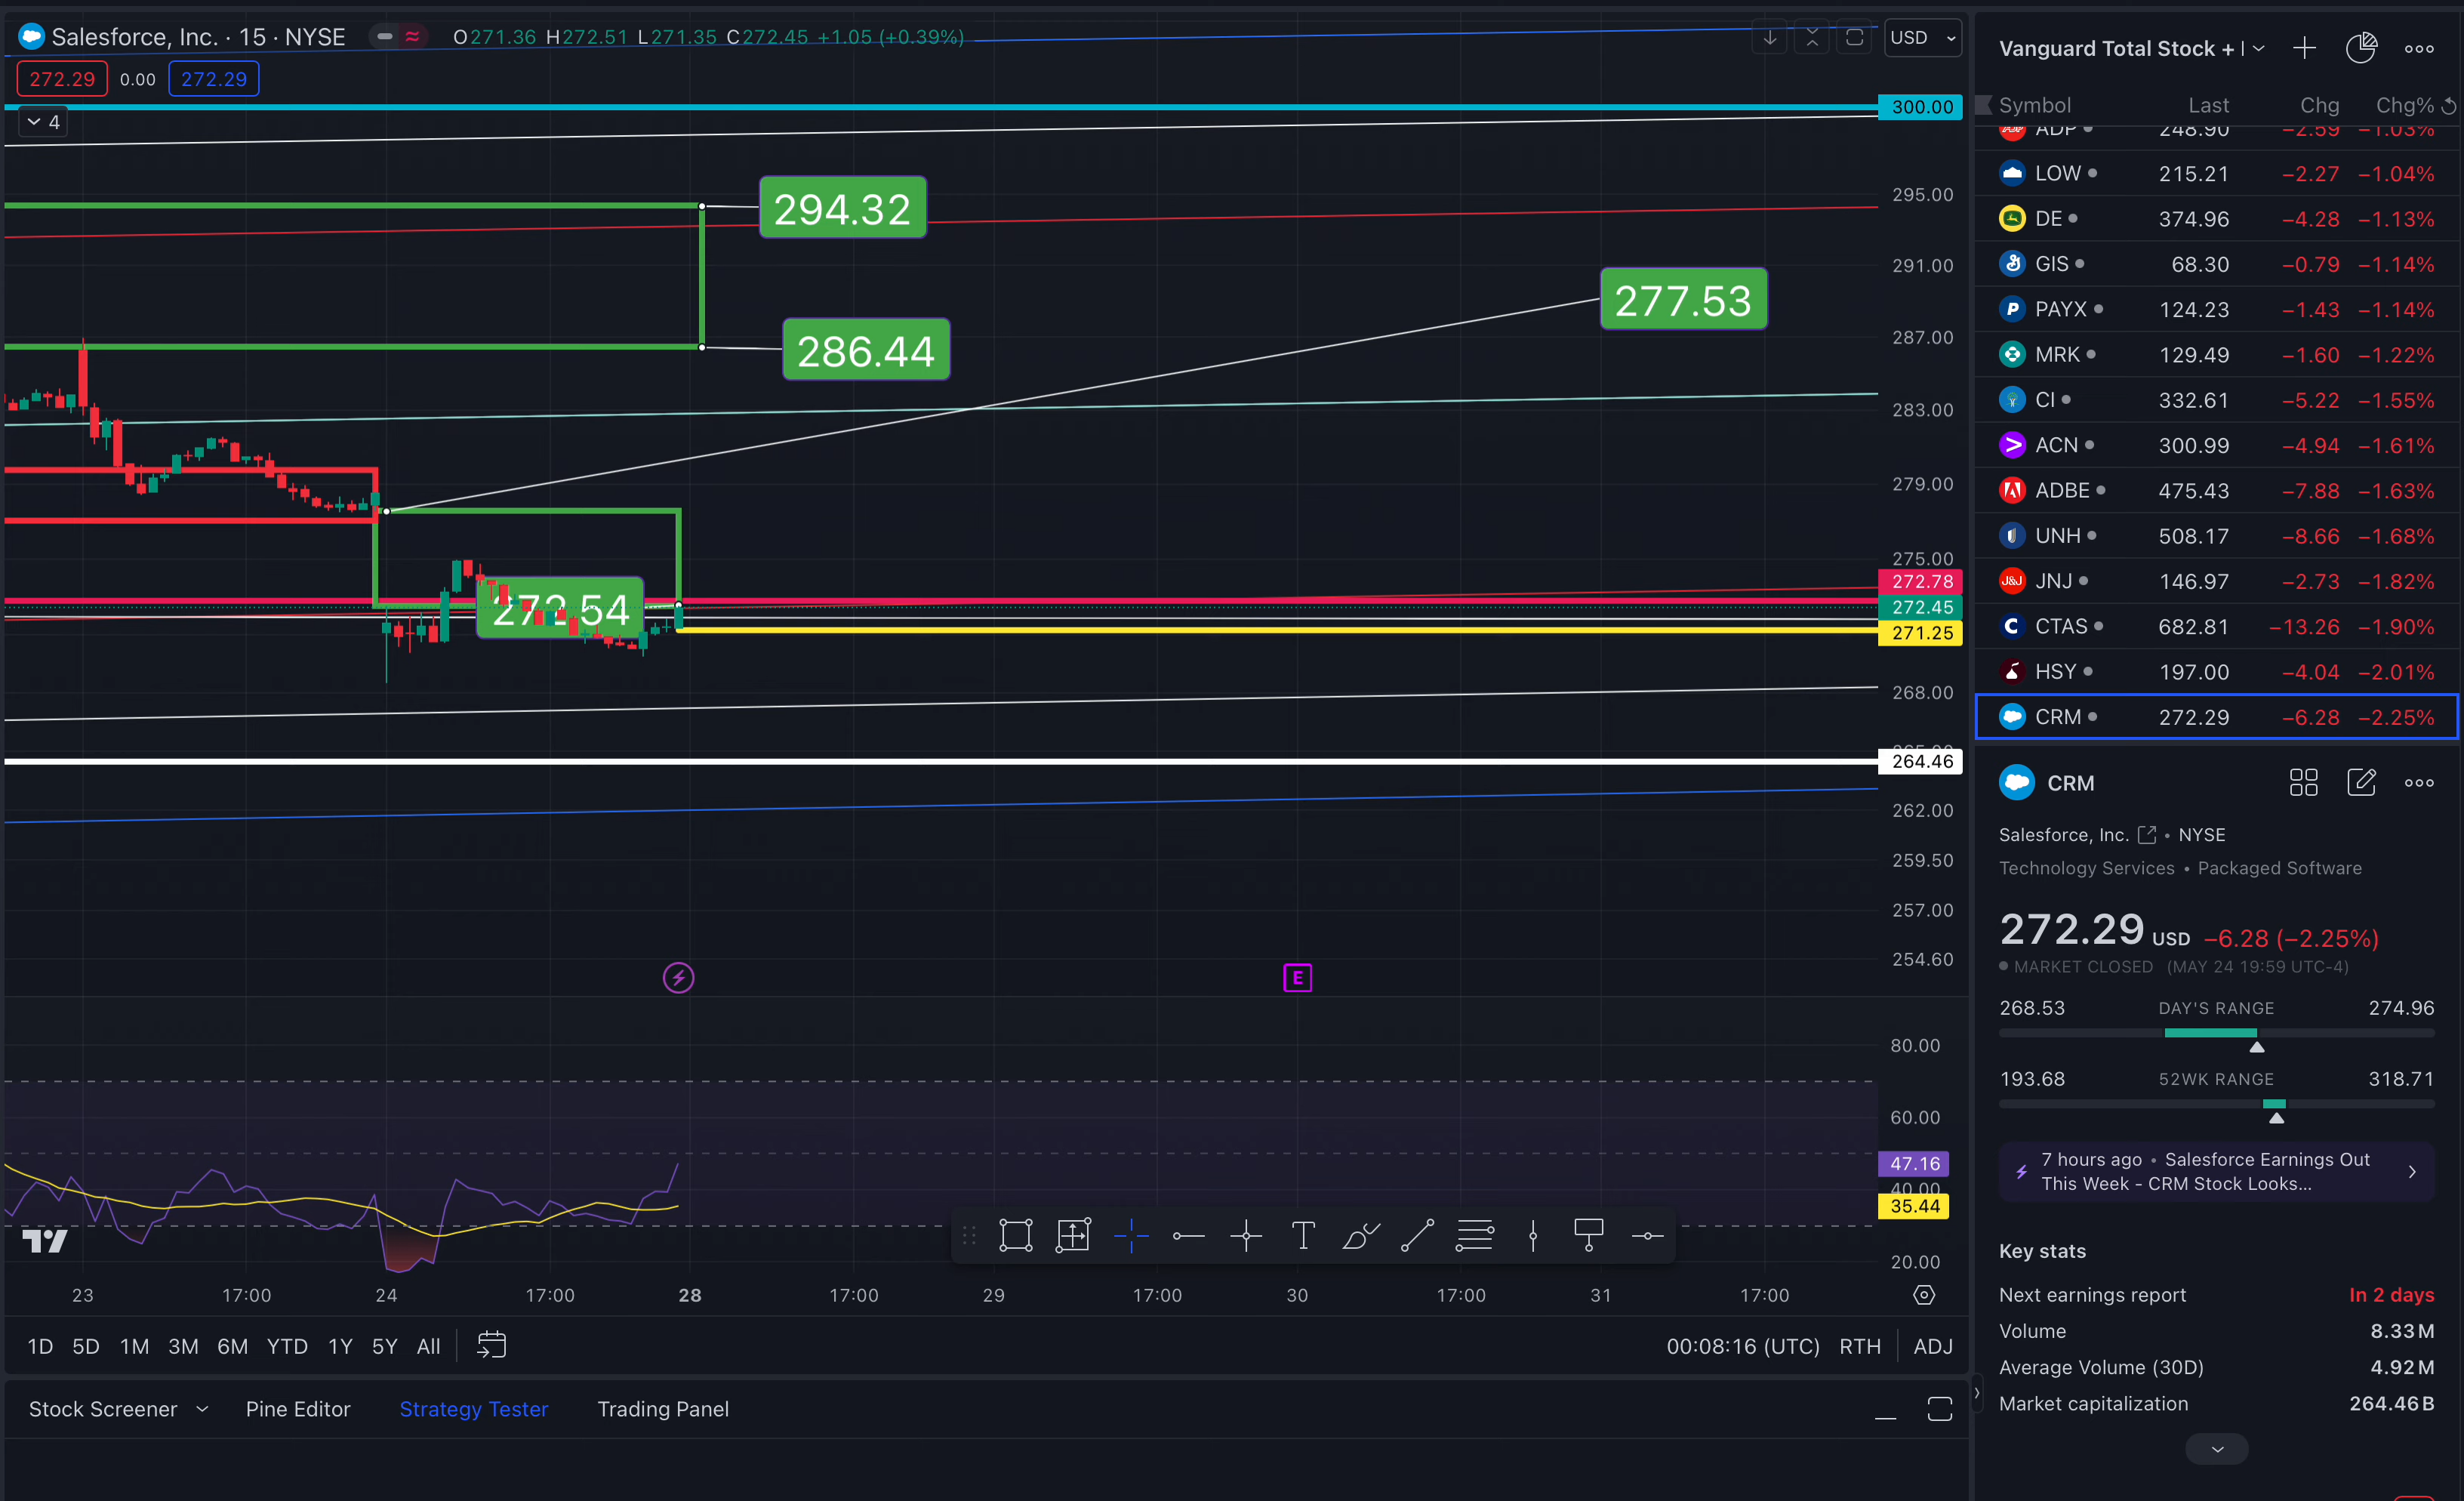 Salesforce, Inc. · 15 · NYSE
O271.36 H272.51 L271.35 C272.45 +1.05 (+0.39%)
USD
272.29 0.00 272.29
4
300.00
295.00
291.00
287.00
283.00
279.00
275.00
272.78
272.45
271.25
268.00
264.46
262.00
259.50
257.00
254.60
294.32
286.44
277.53
272.54
E
80.00
60.00
47.16
40.00
35.44
20.00
23 17:00 24 17:00 28 17:00 29 17:00 30 17:00 31 17:00
1D 5D 1M 3M 6M YTD 1Y 5Y All
00:08:16 (UTC) RTH ADJ
Stock Screener Pine Editor Strategy Tester Trading Panel
Vanguard Total Stock +
Symbol Last Chg Chg%
ADP 248.90 −2.59 −1.03%
LOW 215.21 −2.27 −1.04%
DE 374.96 −4.28 −1.13%
GIS 68.30 −0.79 −1.14%
PAYX 124.23 −1.43 −1.14%
MRK 129.49 −1.60 −1.22%
CI 332.61 −5.22 −1.55%
ACN 300.99 −4.94 −1.61%
ADBE 475.43 −7.88 −1.63%
UNH 508.17 −8.66 −1.68%
J&J JNJ 146.97 −2.73 −1.82%
CTAS 682.81 −13.26 −1.90%
HSY 197.00 −4.04 −2.01%
CRM 272.29 −6.28 −2.25%
CRM
Salesforce, Inc. • NYSE
Technology Services • Packaged Software
272.29 USD −6.28 (−2.25%)
MARKET CLOSED (MAY 24 19:59 UTC-4)
268.53 DAY'S RANGE 274.96
193.68 52WK RANGE 318.71
7 hours ago • Salesforce Earnings Out
This Week - CRM Stock Looks...
Key stats
Next earnings report In 2 days
Volume 8.33M
Average Volume (30D) 4.92M
Market capitalization 264.46B